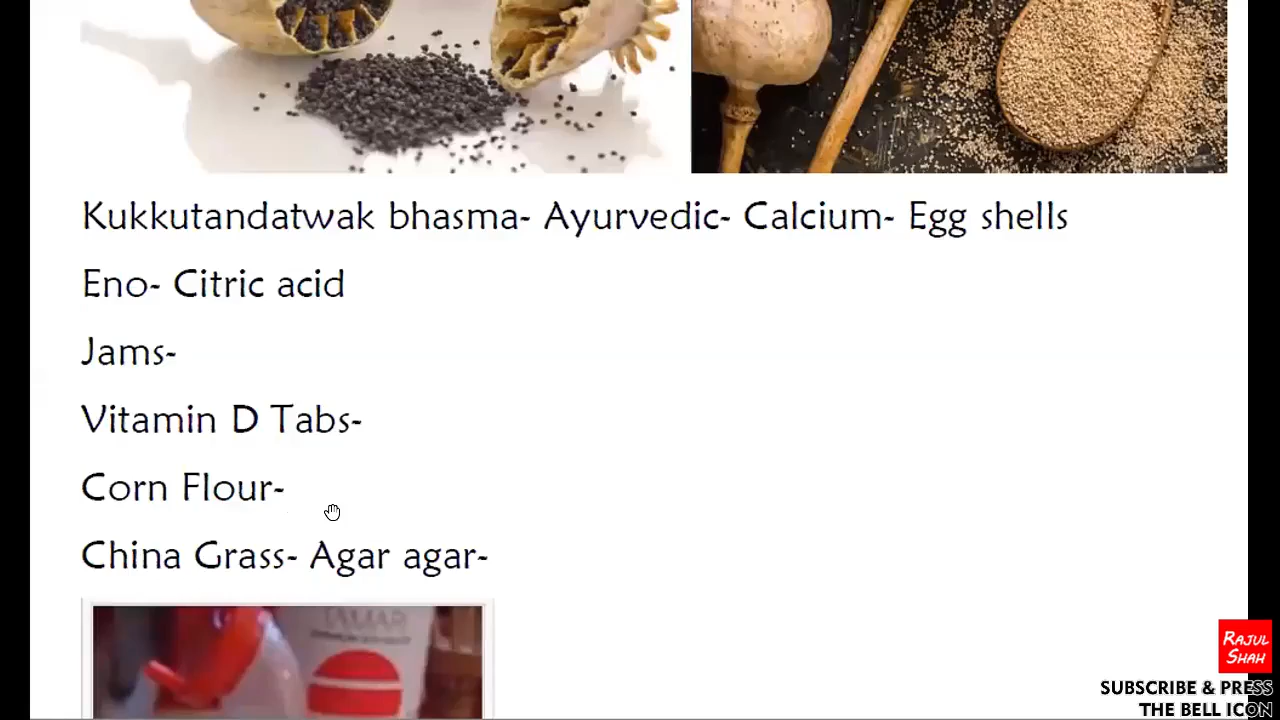 Kukkutandatwak bhasma- Ayurvedic- Calcium- Egg shells
Eno- Citric acid
Jams-
Vitamin D Tabs-
Corn Flour-
China Grass- Agar agar-
RAJUL
SHAH
SUBSCRIBE & PRESS
THE BELL ICON